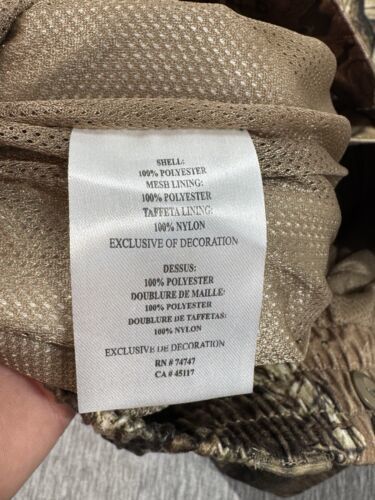 SHELL:
100% POLYESTER
MESH LINING:
100% POLYESTER
TAFFETA LINING:
100% NYLON
EXCLUSIVE OF DECORATION
DESSUS:
100% POLYESTER
DOUBLURE DE MAILLE:
100% POLYESTER
DOUBLURE DE TAFFETAS:
100% NYLON
EXCLUSIVE DE DECORATION
RN # 74747
CA # 45117